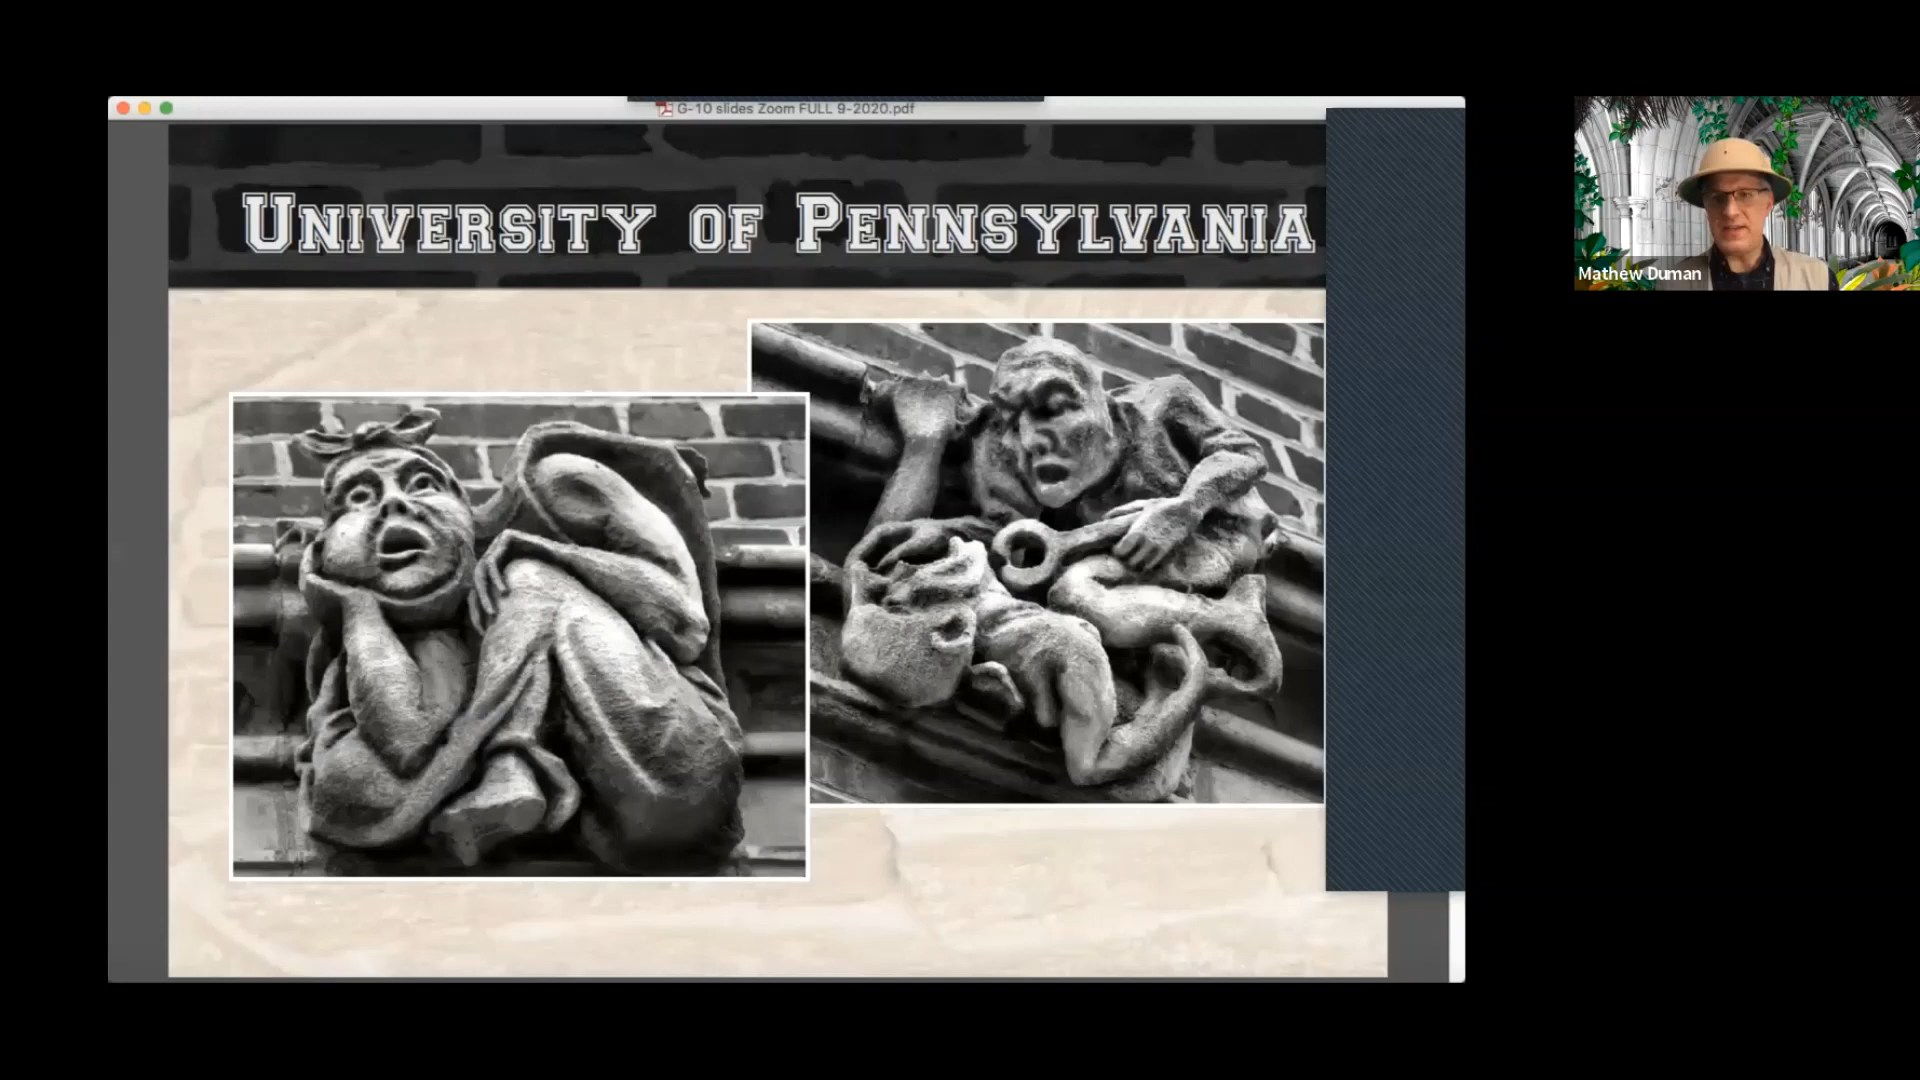 G-10 slides Zoom FULL 9-2020.pdf
UNIVERSITY OF PENNSYLVANIA
Mathew Duman